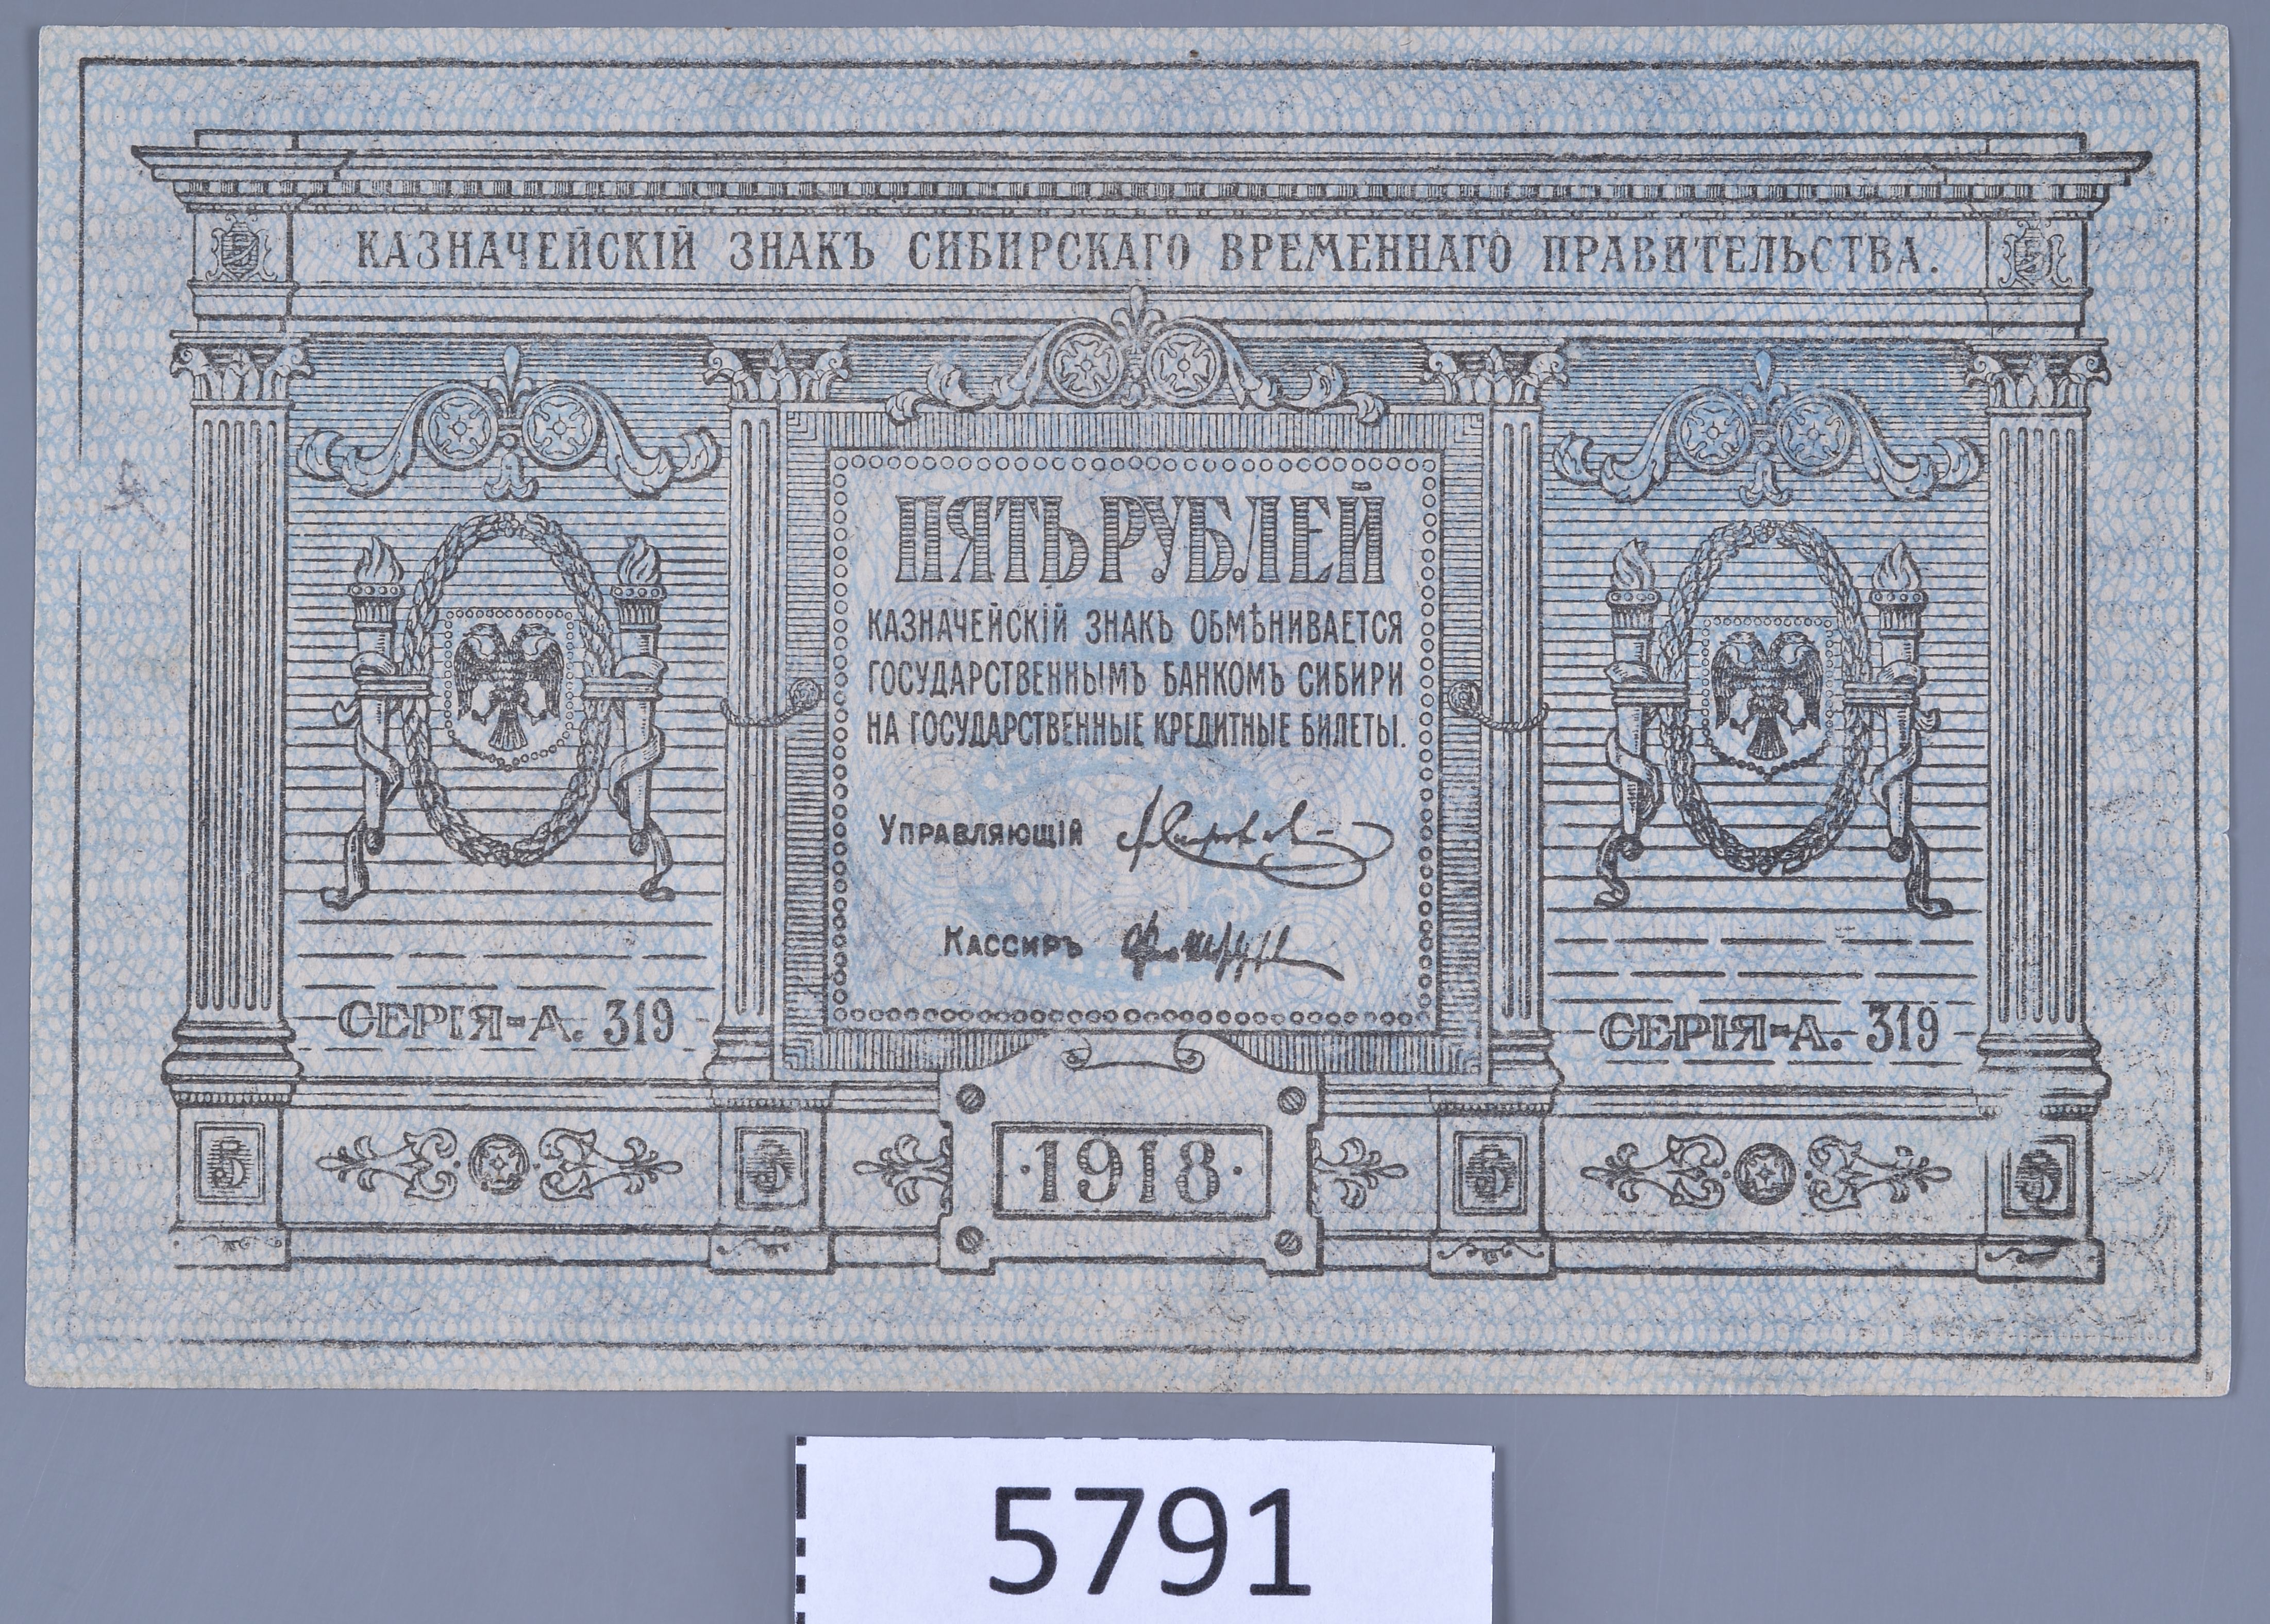 КАЗНАЧЕЙСКІЙ ЗНАКЪ СИБИРСКАГО ВРЕМЕННАГО ПРАВИТЕЛЬСТВА.
ПЯТЬ РУБЛЕЙ
КАЗНАЧЕЙСКІЙ ЗНАКЪ ОБМѢНИВАЕТСЯ
ГОСУДАРСТВЕННЫМЪ БАНКОМЪ СИБИРИ
НА ГОСУДАРСТВЕННЫЕ КРЕДИТНЫЕ БИЛЕТЫ.
УПРАВЛЯЮЩІЙ
КАССИРЪ
СЕРІЯ-А. 319
СЕРІЯ-А. 319
5
5
·1918·
5
5
5791